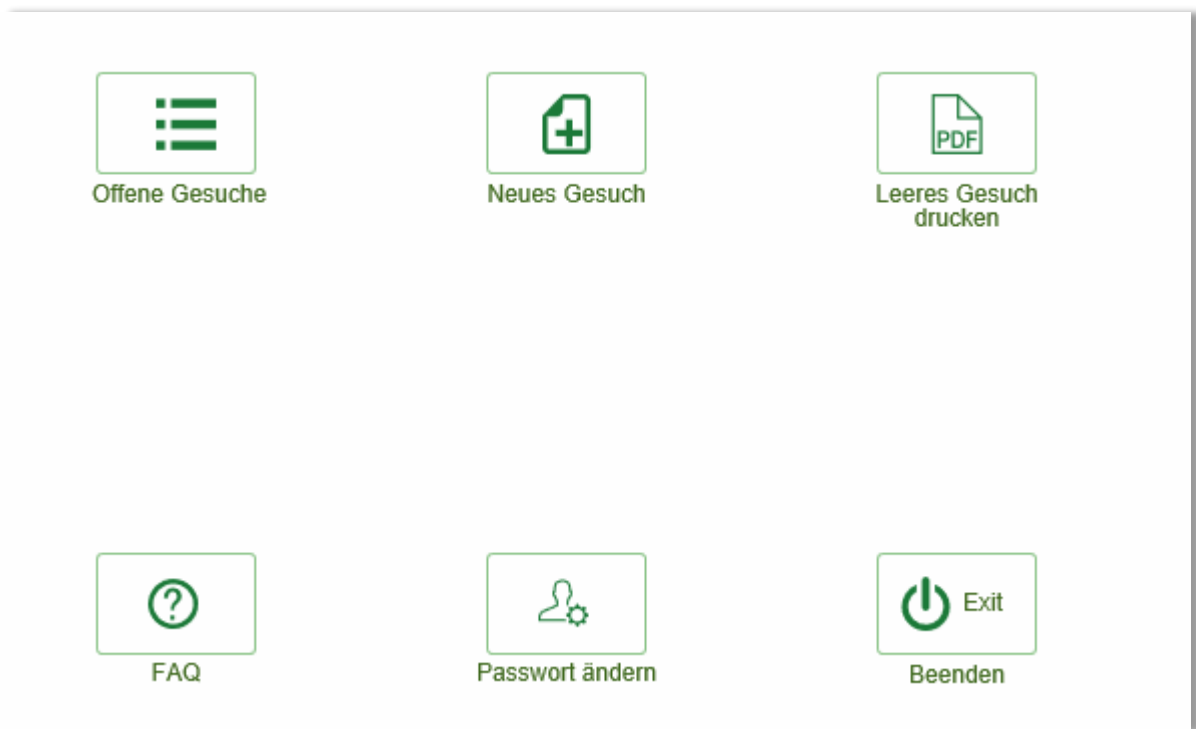 Offene Gesuche
Neues Gesuch
PDF
Leeres Gesuch
drucken
FAQ
Passwort ändern
Exit
Beenden